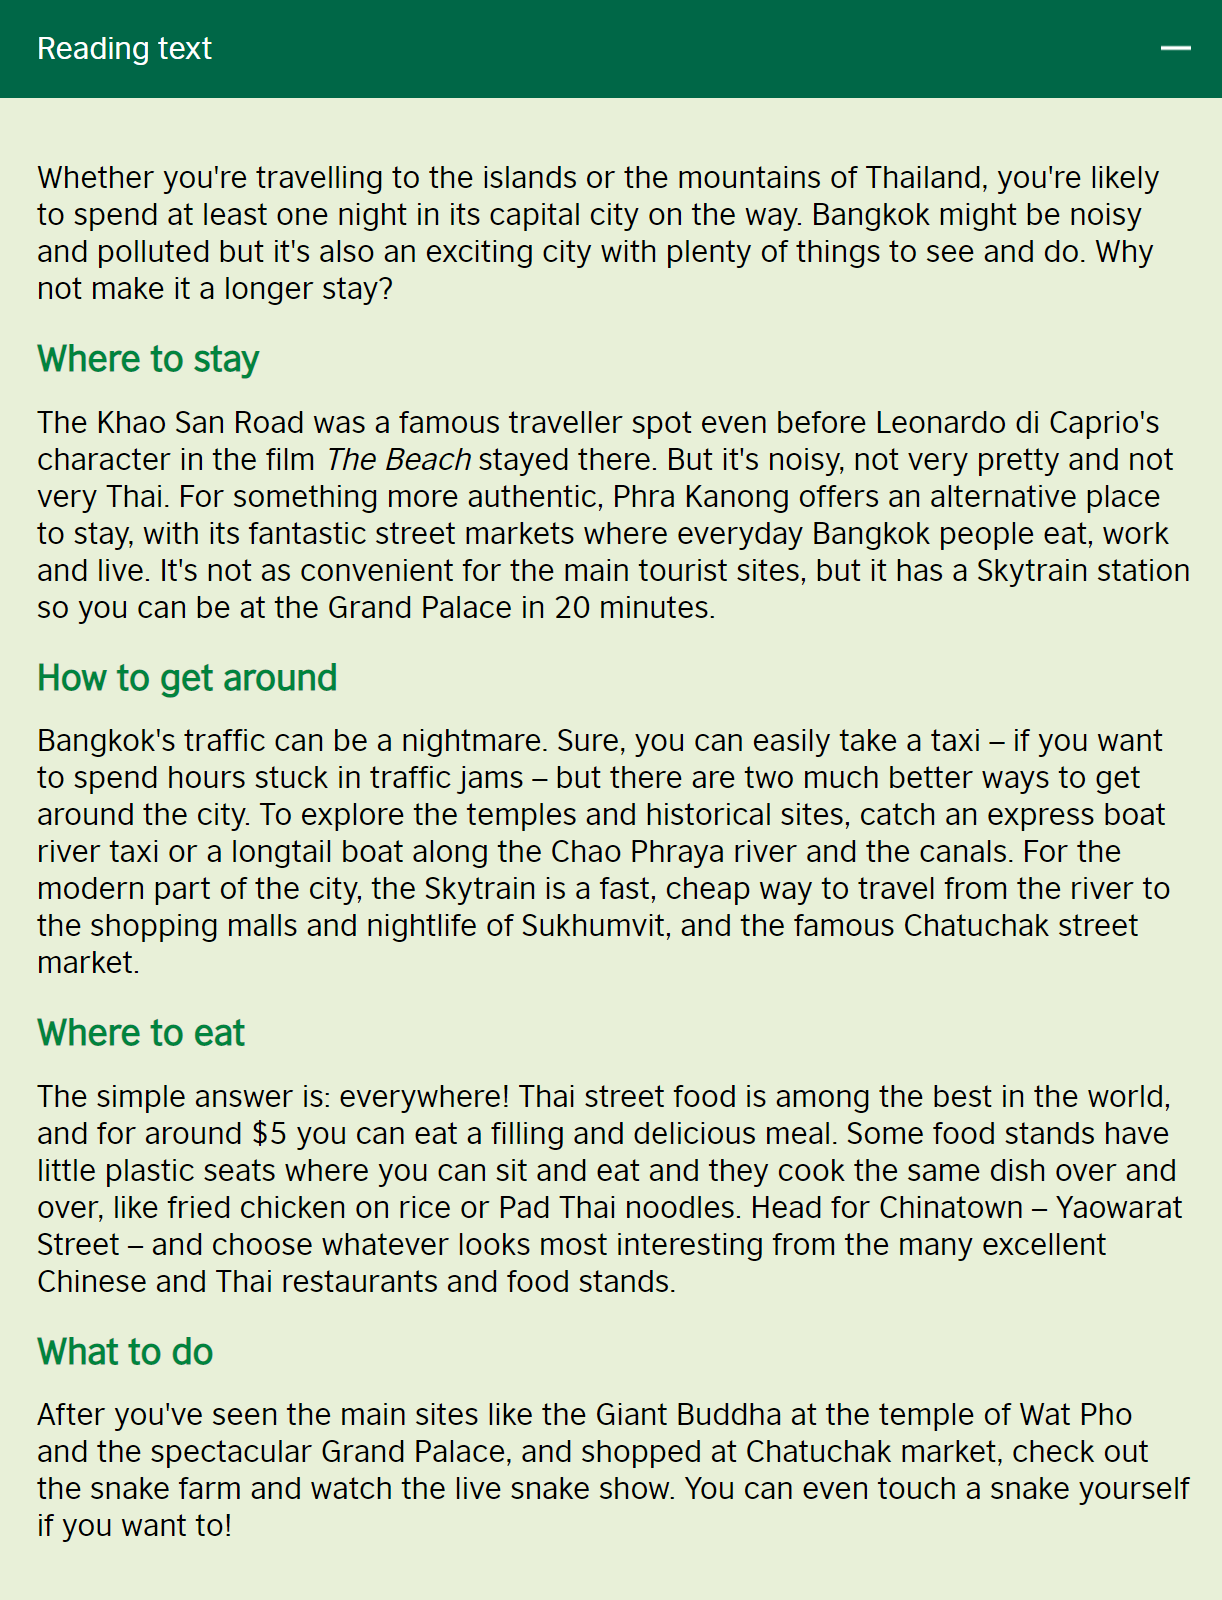 Reading text
Whether you're travelling to the islands or the mountains of Thailand, you're likely
to spend at least one night in its capital city on the way. Bangkok might be noisy
and polluted but it's also an exciting city with plenty of things to see and do. Why
not make it a longer stay?
Where to stay
The Khao San Road was a famous traveller spot even before Leonardo di Caprio's
character in the film The Beach stayed there. But it's noisy, not very pretty and not
very Thai. For something more authentic, Phra Kanong offers an alternative place
to stay, with its fantastic street markets where everyday Bangkok people eat, work
and live. It's not as convenient for the main tourist sites, but it has a Skytrain station
so you can be at the Grand Palace in 20 minutes.
How to get around
Bangkok's traffic can be a nightmare. Sure, you can easily take a taxi – if you want
to spend hours stuck in traffic jams – but there are two much better ways to get
around the city. To explore the temples and historical sites, catch an express boat
river taxi or a longtail boat along the Chao Phraya river and the canals. For the
modern part of the city, the Skytrain is a fast, cheap way to travel from the river to
the shopping malls and nightlife of Sukhumvit, and the famous Chatuchak street
market.
Where to eat
The simple answer is: everywhere! Thai street food is among the best in the world,
and for around $5 you can eat a filling and delicious meal. Some food stands have
little plastic seats where you can sit and eat and they cook the same dish over and
over, like fried chicken on rice or Pad Thai noodles. Head for Chinatown – Yaowarat
Street – and choose whatever looks most interesting from the many excellent
Chinese and Thai restaurants and food stands.
What to do
After you've seen the main sites like the Giant Buddha at the temple of Wat Pho
and the spectacular Grand Palace, and shopped at Chatuchak market, check out
the snake farm and watch the live snake show. You can even touch a snake yourself
if you want to!